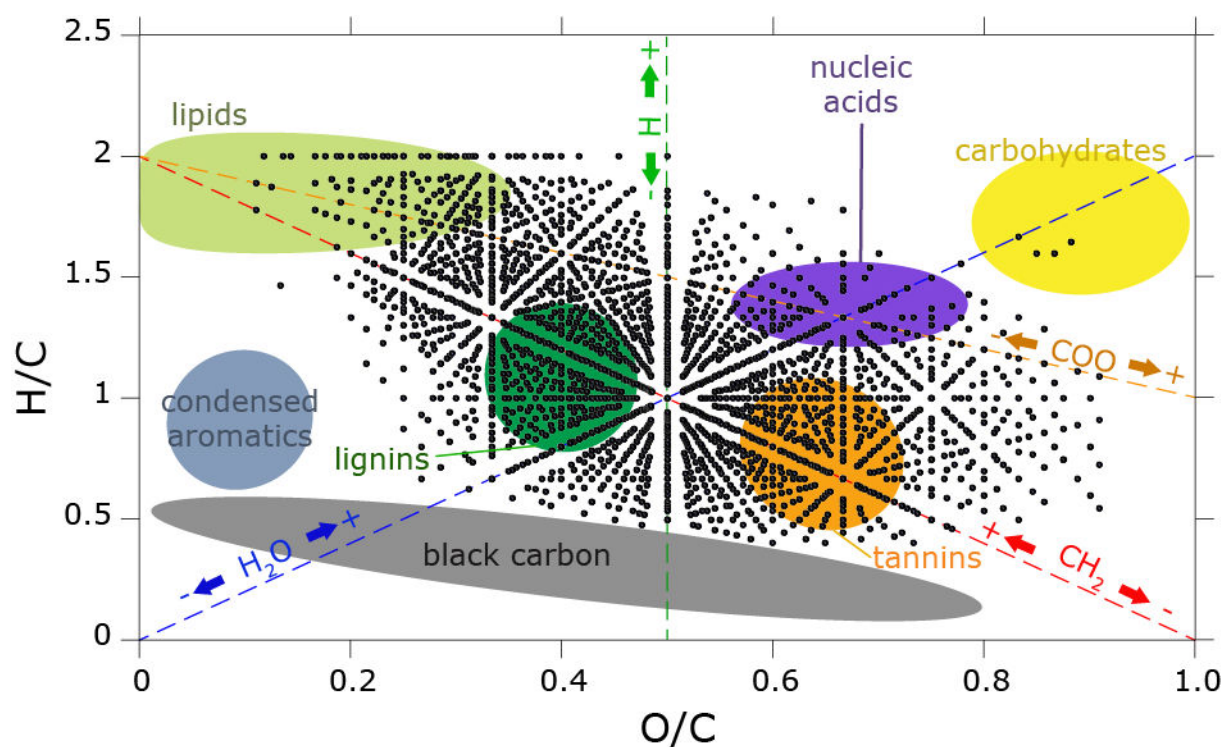 2.5
2
1.5
1
0.5
0
H/C
0
0.2
0.4
0.6
0.8
1.0
O/C
lipids
- H +
nucleic
acids
carbohydrates
condensed
aromatics
lignins
- COO +
- H₂O +
black carbon
tannins
+ CH₂ -